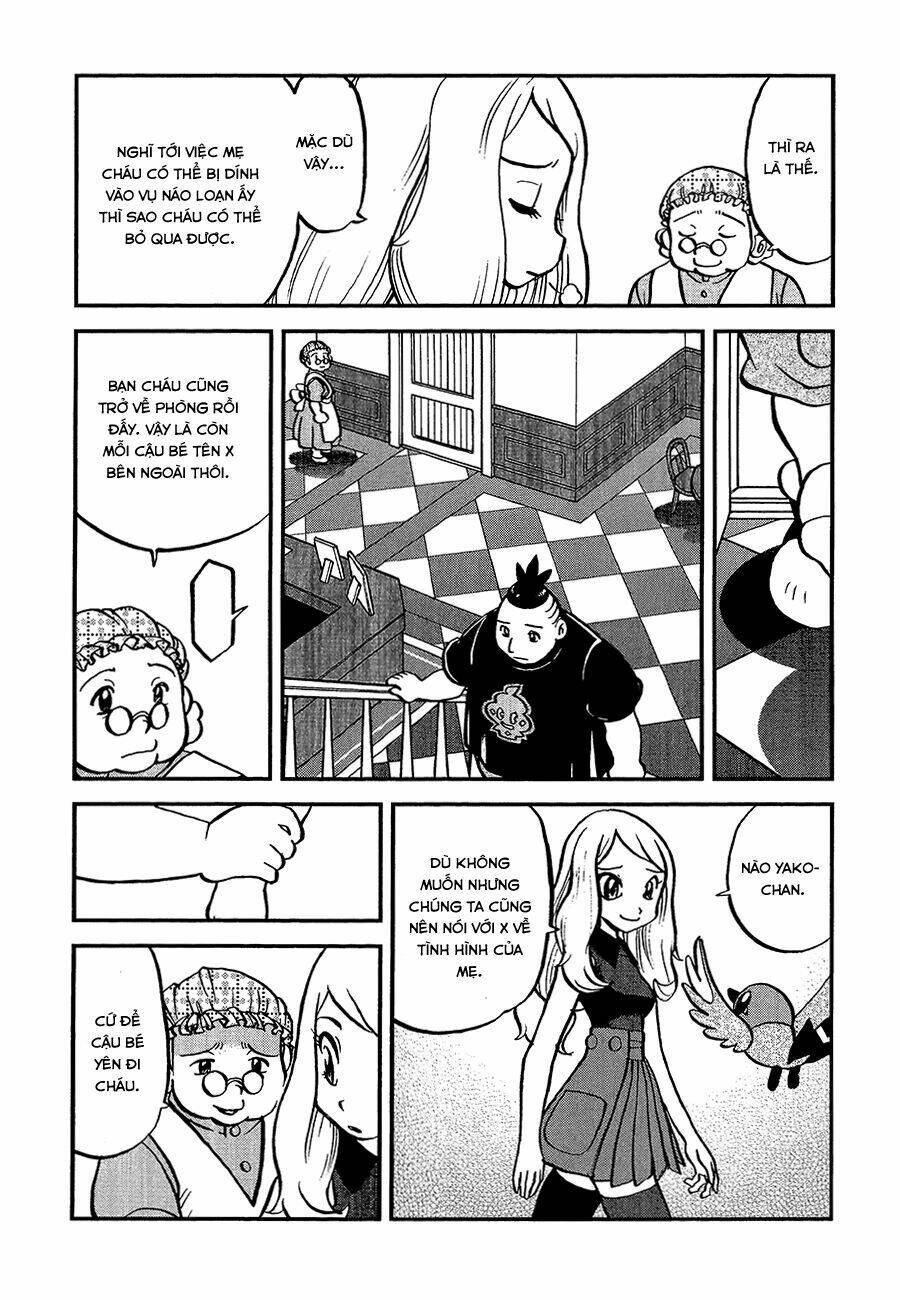 THÌ RA
LÀ THẾ.
MẶC DÙ
VẬY...
NGHĨ TỚI VIỆC MẸ
CHÁU CÓ THỂ BỊ DÍNH
VÀO VỤ NÁO LOẠN ẤY
THÌ SAO CHÁU CÓ THỂ
BỎ QUA ĐƯỢC.
BẠN CHÁU CŨNG
TRỞ VỀ PHÒNG RỒI
ĐẤY. VẬY LÀ CÒN
MỖI CẬU BÉ TÊN X
BÊN NGOÀI THÔI.
NÀO YAKO-
CHAN.
DÙ KHÔNG
MUỐN NHƯNG
CHÚNG TA CŨNG
NÊN NÓI VỚI X VỀ
TÌNH HÌNH CỦA
MẸ.
CỨ ĐỂ
CẬU BÉ
YÊN ĐI
CHÁU.